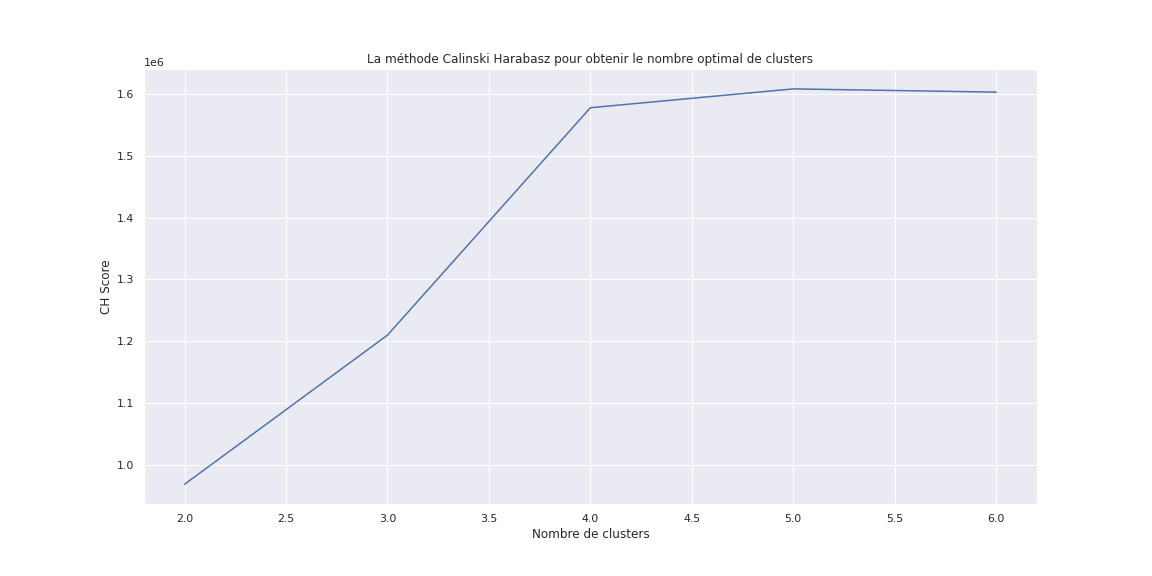 La méthode Calinski Harabasz pour obtenir le nombre optimal de clusters
1e6
1.6
1.5
1.4
1.3
1.2
1.1
1.0
CH Score
2.0 2.5 3.0 3.5 4.0 4.5 5.0 5.5 6.0
Nombre de clusters